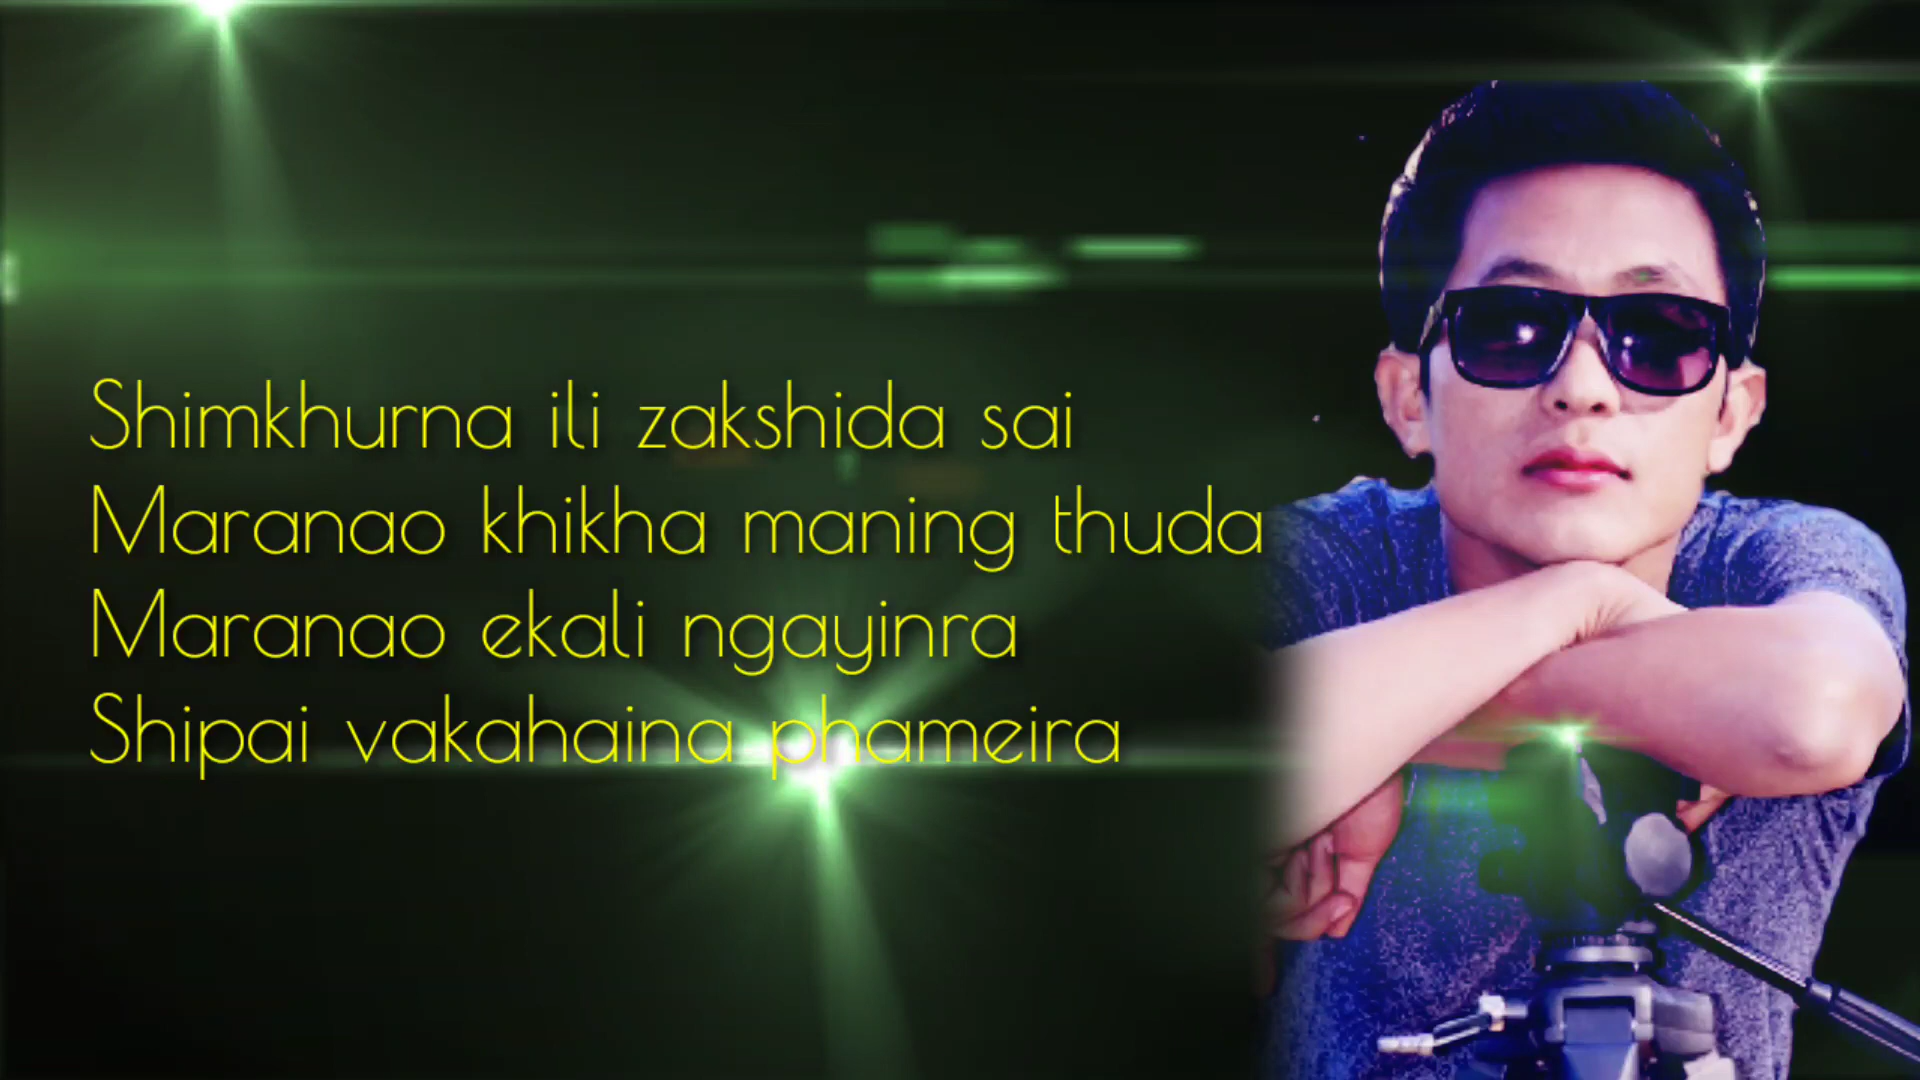 Shimkhurna ili zakshida sai
Maranao khikha maning thuda
Maranao ekali ngayinra
Shipai vakahaina phameira